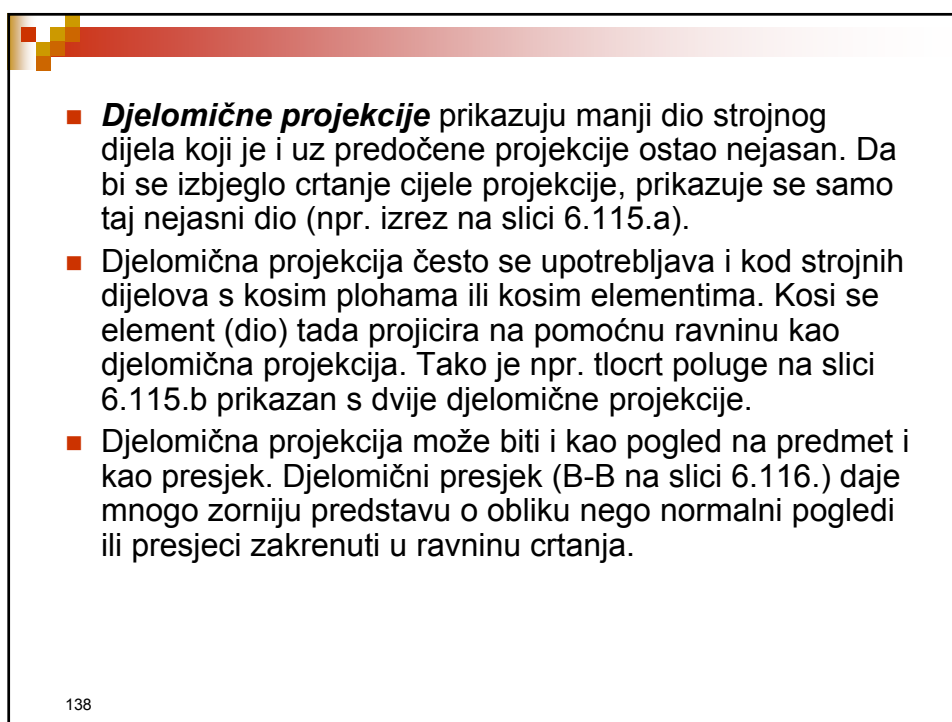 Djelomične projekcije prikazuju manji dio strojnog
dijela koji je i uz predočene projekcije ostao nejasan. Da
bi se izbjeglo crtanje cijele projekcije, prikazuje se samo
taj nejasni dio (npr. izrez na slici 6.115.a).
Djelomična projekcija često se upotrebljava i kod strojnih
dijelova s kosim plohama ili kosim elementima. Kosi se
element (dio) tada projicira na pomoćnu ravninu kao
djelomična projekcija. Tako je npr. tlocrt poluge na slici
6.115.b prikazan s dvije djelomične projekcije.
Djelomična projekcija može biti i kao pogled na predmet i
kao presjek. Djelomični presjek (B-B na slici 6.116.) daje
mnogo zorniju predstavu o obliku nego normalni pogledi
ili presjeci zakrenuti u ravninu crtanja.
138